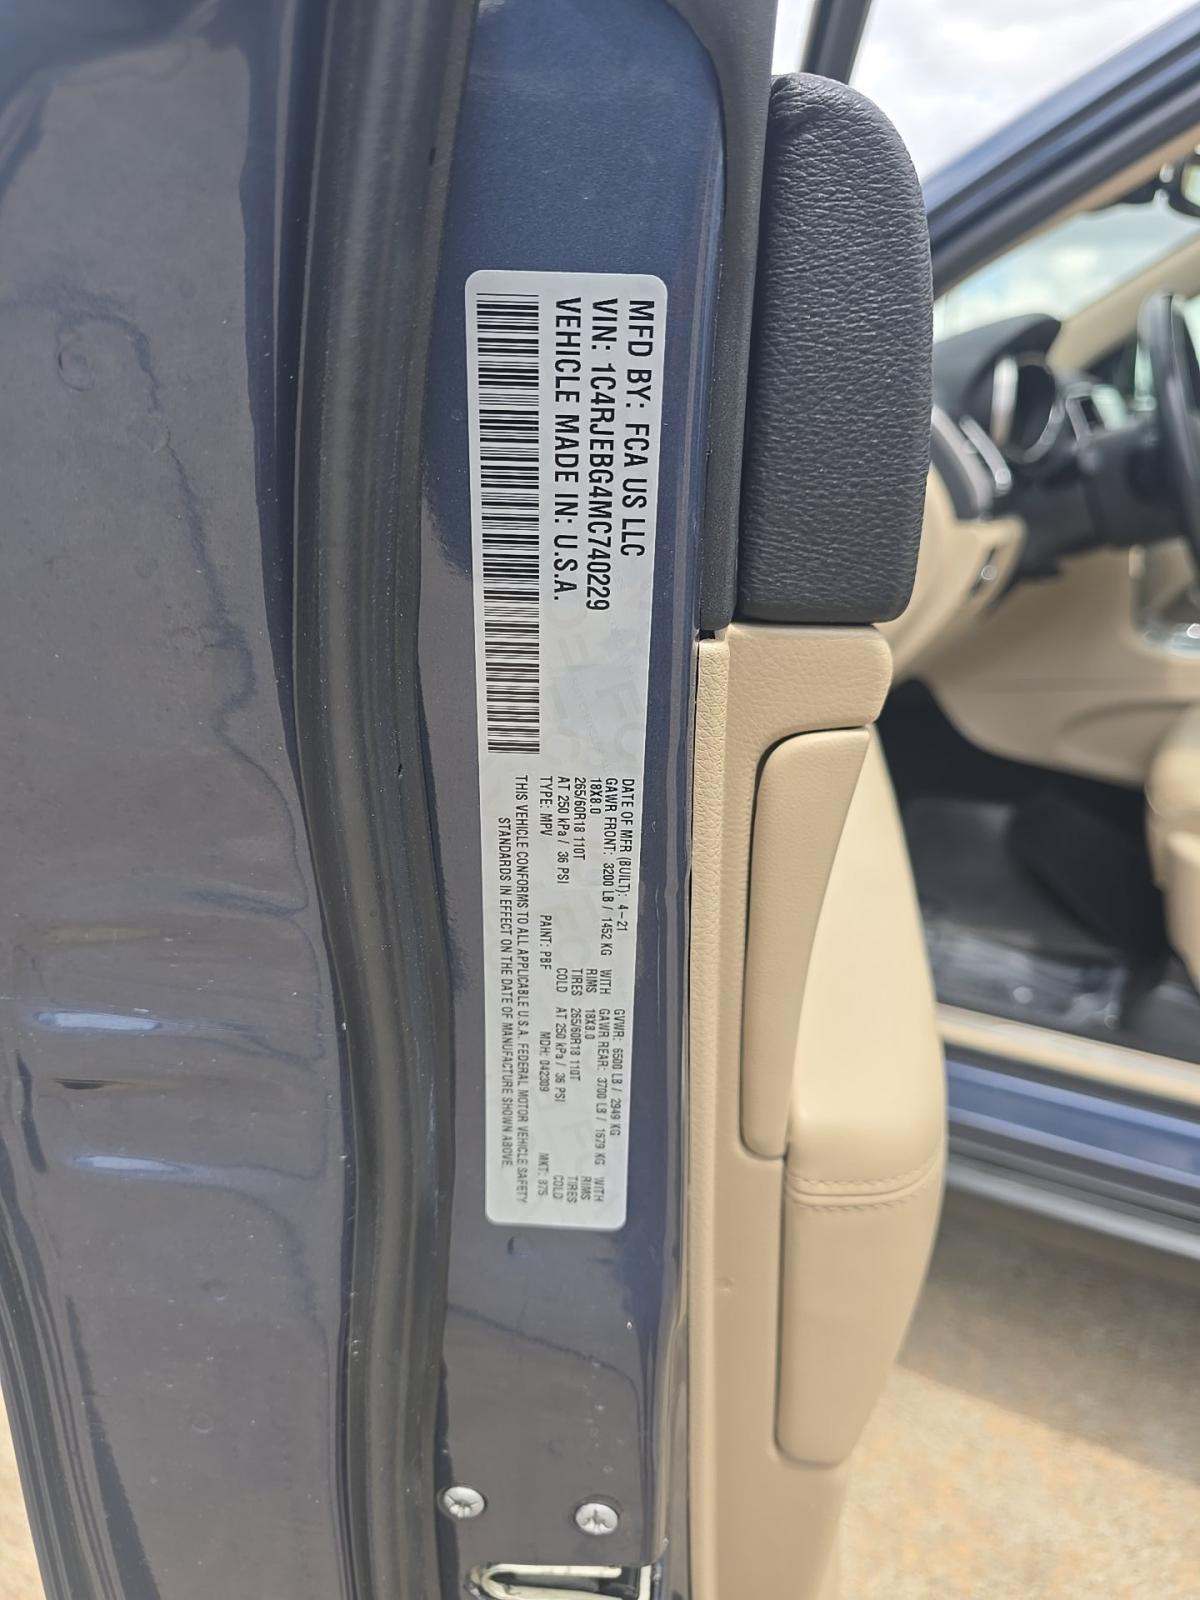 MFD BY: FCA US LLC
VIN: 1C4RJEBG4MC740229
VEHICLE MADE IN: U.S.A.
DATE OF MFR (BUILT): 4-21 GVWR: 6500 LB / 2949 KG
GAWR FRONT: 3200 LB / 1452 KG WITH GAWR REAR: 3700 LB / 1679 KG WITH
18X8.0 RIMS 18X8.0 RIMS
265/60R18 110T TIRES 265/60R18 110T TIRES
AT 250 kPa / 36 PSI COLD AT 250 kPa / 36 PSI COLD
TYPE: MPV PAINT: PBF MDH: 042309 MKT: 875
THIS VEHICLE CONFORMS TO ALL APPLICABLE U.S.A. FEDERAL MOTOR VEHICLE SAFETY
STANDARDS IN EFFECT ON THE DATE OF MANUFACTURE SHOWN ABOVE.